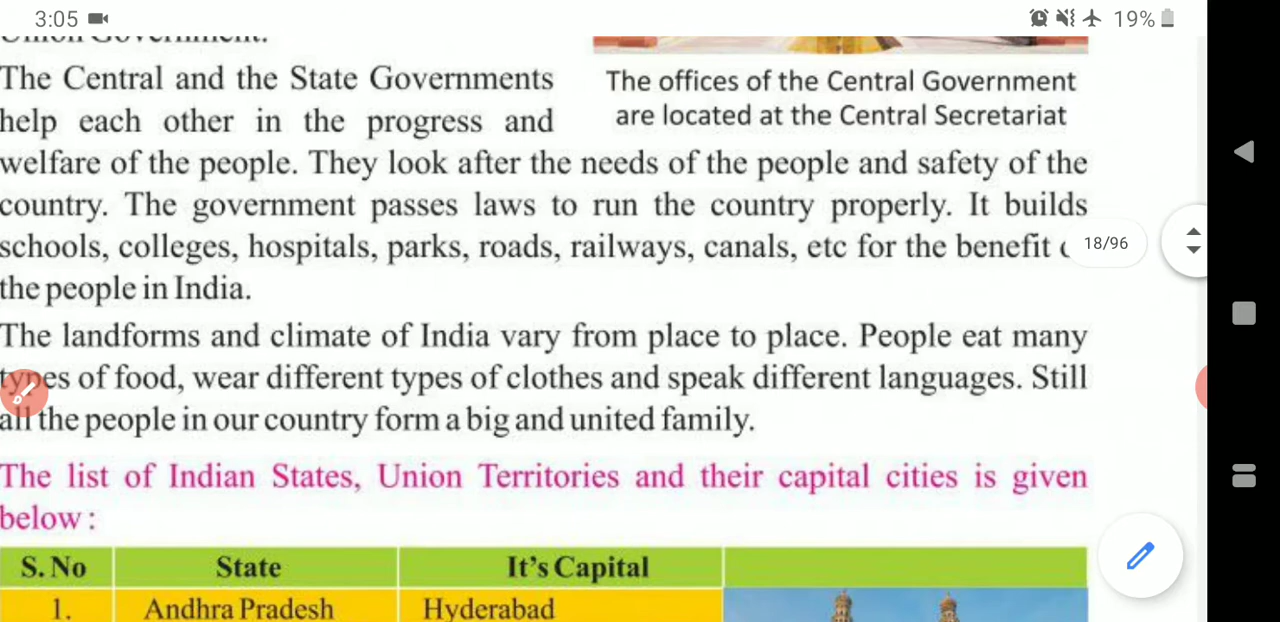 3:05
19%
The Central and the State Governments
help each other in the progress and
The offices of the Central Government
are located at the Central Secretariat
welfare of the people. They look after the needs of the people and safety of the
country. The government passes laws to run the country properly. It builds
schools, colleges, hospitals, parks, roads, railways, canals, etc for the benefit
18/96
the people in India.
The landforms and climate of India vary from place to place. People eat many
types of food, wear different types of clothes and speak different languages. Still
all the people in our country form a big and united family.
The list of Indian States, Union Territories and their capital cities is given
below :
S. No State It's Capital
1. Andhra Pradesh Hyderabad